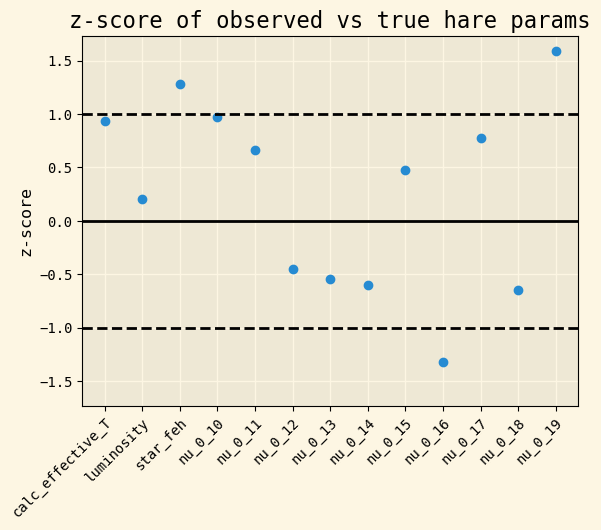 z-score of observed vs true hare params
z-score
1.5
1.0
0.5
0.0
−0.5
−1.0
−1.5
calc_effective_T
luminosity
star_feh
nu_0_10
nu_0_11
nu_0_12
nu_0_13
nu_0_14
nu_0_15
nu_0_16
nu_0_17
nu_0_18
nu_0_19